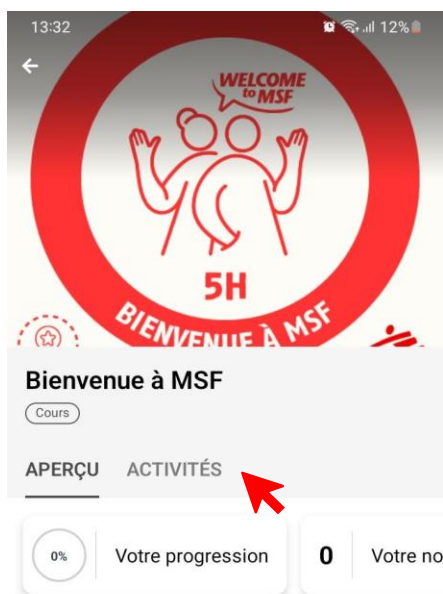 13:32
12%
WELCOME
to MSF
5H
BIENVENUE À MSF
Bienvenue à MSF
Cours
APERÇU ACTIVITÉS
0% Votre progression
0 Votre no